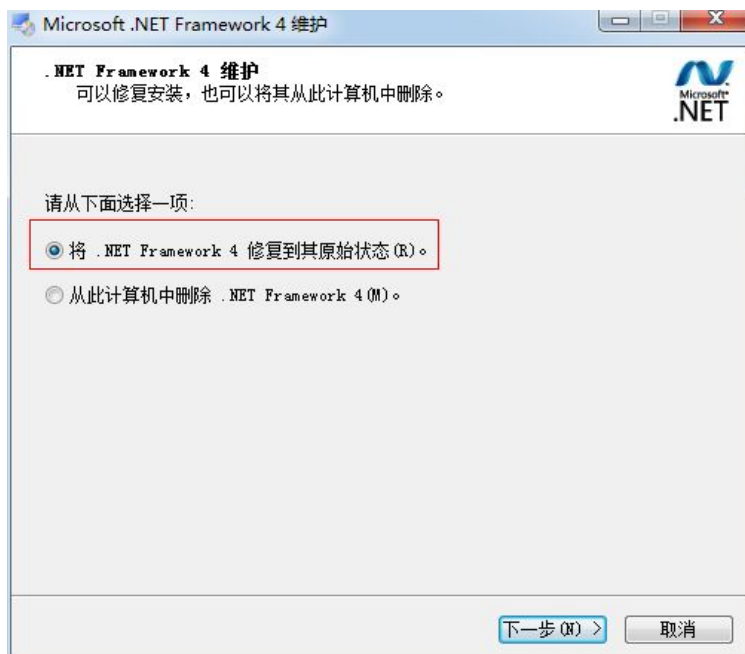 Microsoft .NET Framework 4 维护
.NET Framework 4 维护
可以修复安装，也可以将其从此计算机中删除。
Microsoft
.NET
请从下面选择一项:
将 .NET Framework 4 修复到其原始状态(R)。
从此计算机中删除 .NET Framework 4(M)。
下一步(N) >
取消